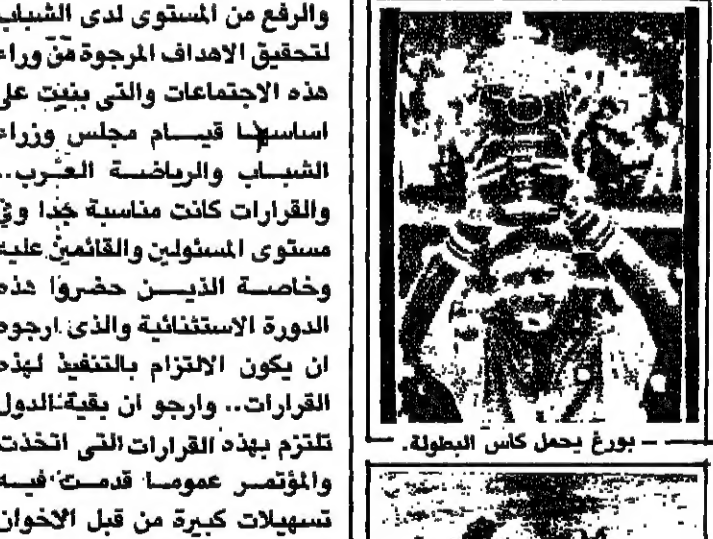 والرفع من المستوى لدى الشباب
لتحقيق الاهداف المرجوة من وراء
هذه الاجتماعات والتى بنيت على
اساسها قيام مجلس وزراء
الشباب والرياضة العرب..
والقرارات كانت مناسبة جدا وفي
مستوى المسئولين والقائمين عليه
وخاصة الذين حضروا هذه
الدورة الاستثنائية والذى ارجوه
ان يكون الالتزام بالتنفيذ لهذه
القرارات.. وارجو ان بقية الدول
تلتزم بهذه القرارات التى اتخذت
والمؤتمر عموما قدمت فيه
تسهيلات كبيرة من قبل الاخوان
– بورغ يحمل كاس البطولة.